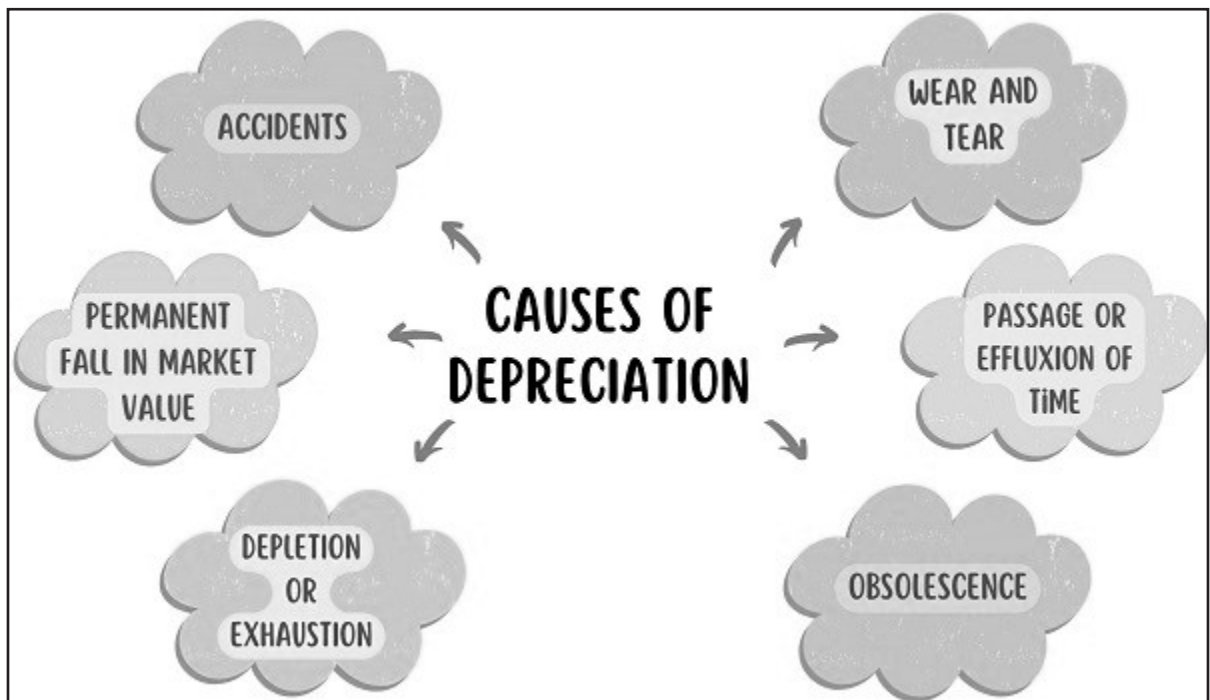 CAUSES OF
DEPRECIATION
ACCIDENTS
WEAR AND
TEAR
PERMANENT
FALL IN MARKET
VALUE
PASSAGE OR
EFFLUXION OF
TiME
DEPLETION
OR
EXHAUSTION
OBSOLESCENCE